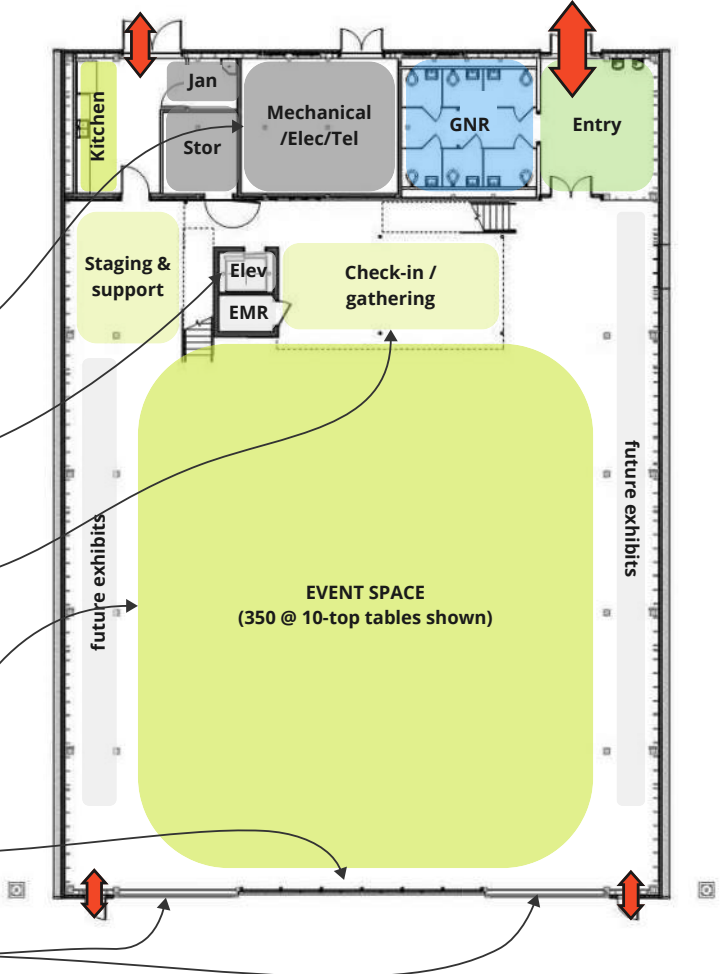 Kitchen
Jan
Stor
Mechanical
/Elec/Tel
GNR
Entry
Staging &
support
Elev
EMR
Check-in /
gathering
future exhibits
future exhibits
EVENT SPACE
(350 @ 10-top tables shown)